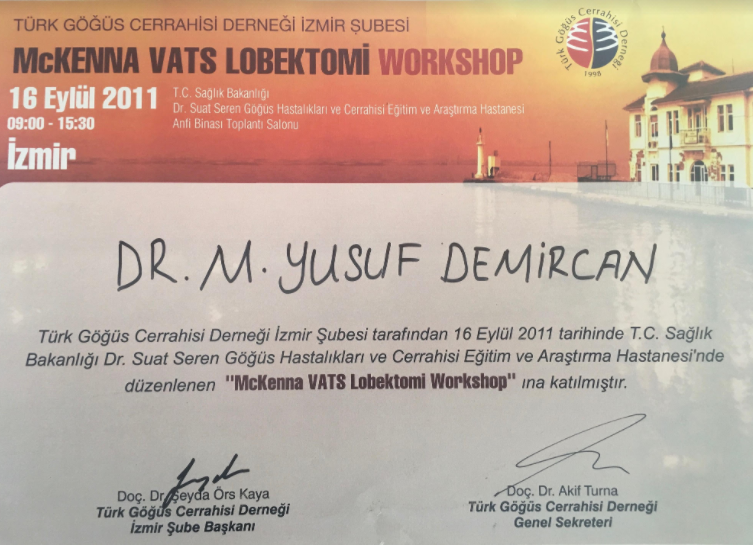 TÜRK GÖĞÜS CERRAHİSİ DERNEĞİ İZMİR ŞUBESİ
McKENNA VATS LOBEKTOMİ WORKSHOP
16 Eylül 2011
09:00 - 15:30
İzmir
T.C. Sağlık Bakanlığı
Dr. Suat Seren Göğüs Hastalıkları ve Cerrahisi Eğitim ve Araştırma Hastanesi
Anfi Binası Toplantı Salonu
Türk Göğüs Cerrahisi Derneği
1998
DR. M. YUSUF DEMİRCAN
Türk Göğüs Cerrahisi Derneği İzmir Şubesi tarafından 16 Eylül 2011 tarihinde T.C. Sağlık
Bakanlığı Dr. Suat Seren Göğüs Hastalıkları ve Cerrahisi Eğitim ve Araştırma Hastanesi'nde
düzenlenen "McKenna VATS Lobektomi Workshop" ına katılmıştır.
Doç. Dr. Şeyda Örs Kaya
Türk Göğüs Cerrahisi Derneği
İzmir Şube Başkanı
Doç. Dr. Akif Turna
Türk Göğüs Cerrahisi Derneği
Genel Sekreteri